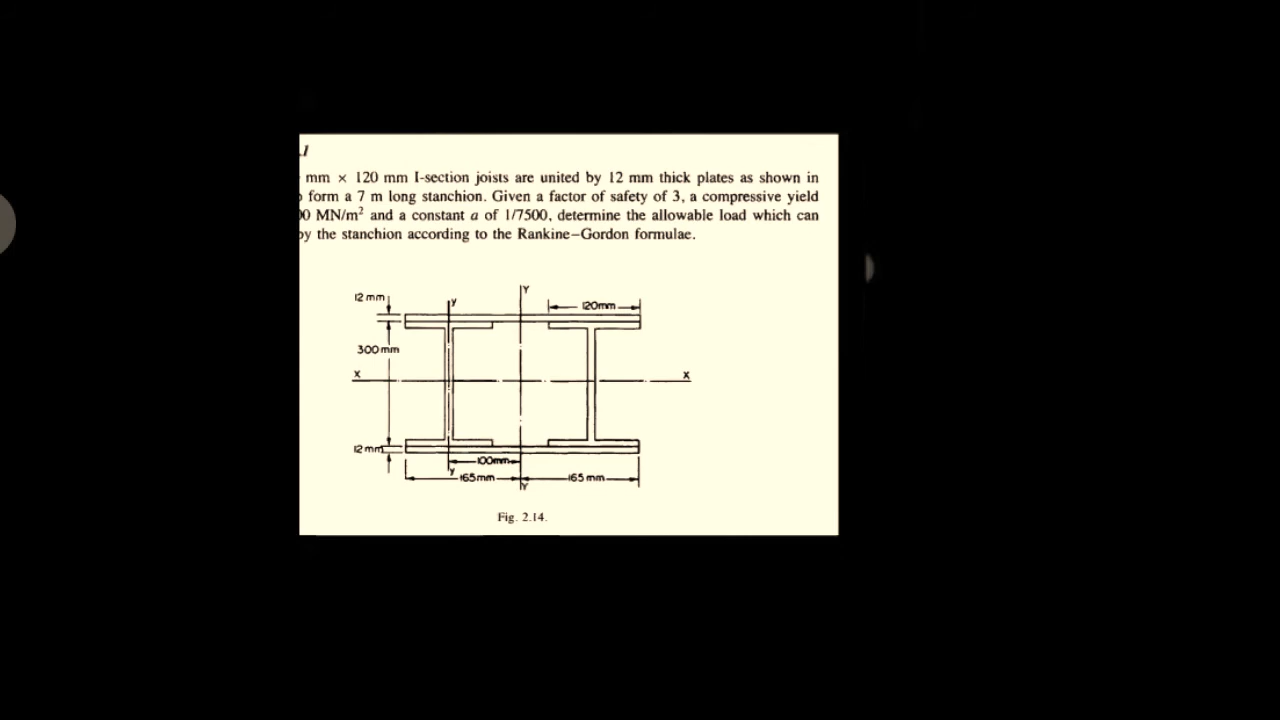 .1
mm × 120 mm I-section joists are united by 12 mm thick plates as shown in
form a 7 m long stanchion. Given a factor of safety of 3, a compressive yield
0 MN/m² and a constant a of 1/7500, determine the allowable load which can
by the stanchion according to the Rankine–Gordon formulae.
12 mm
y
Y
120mm
300 mm
X
X
12 mm
100mm
y
165mm
165 mm
Y
Fig. 2.14.